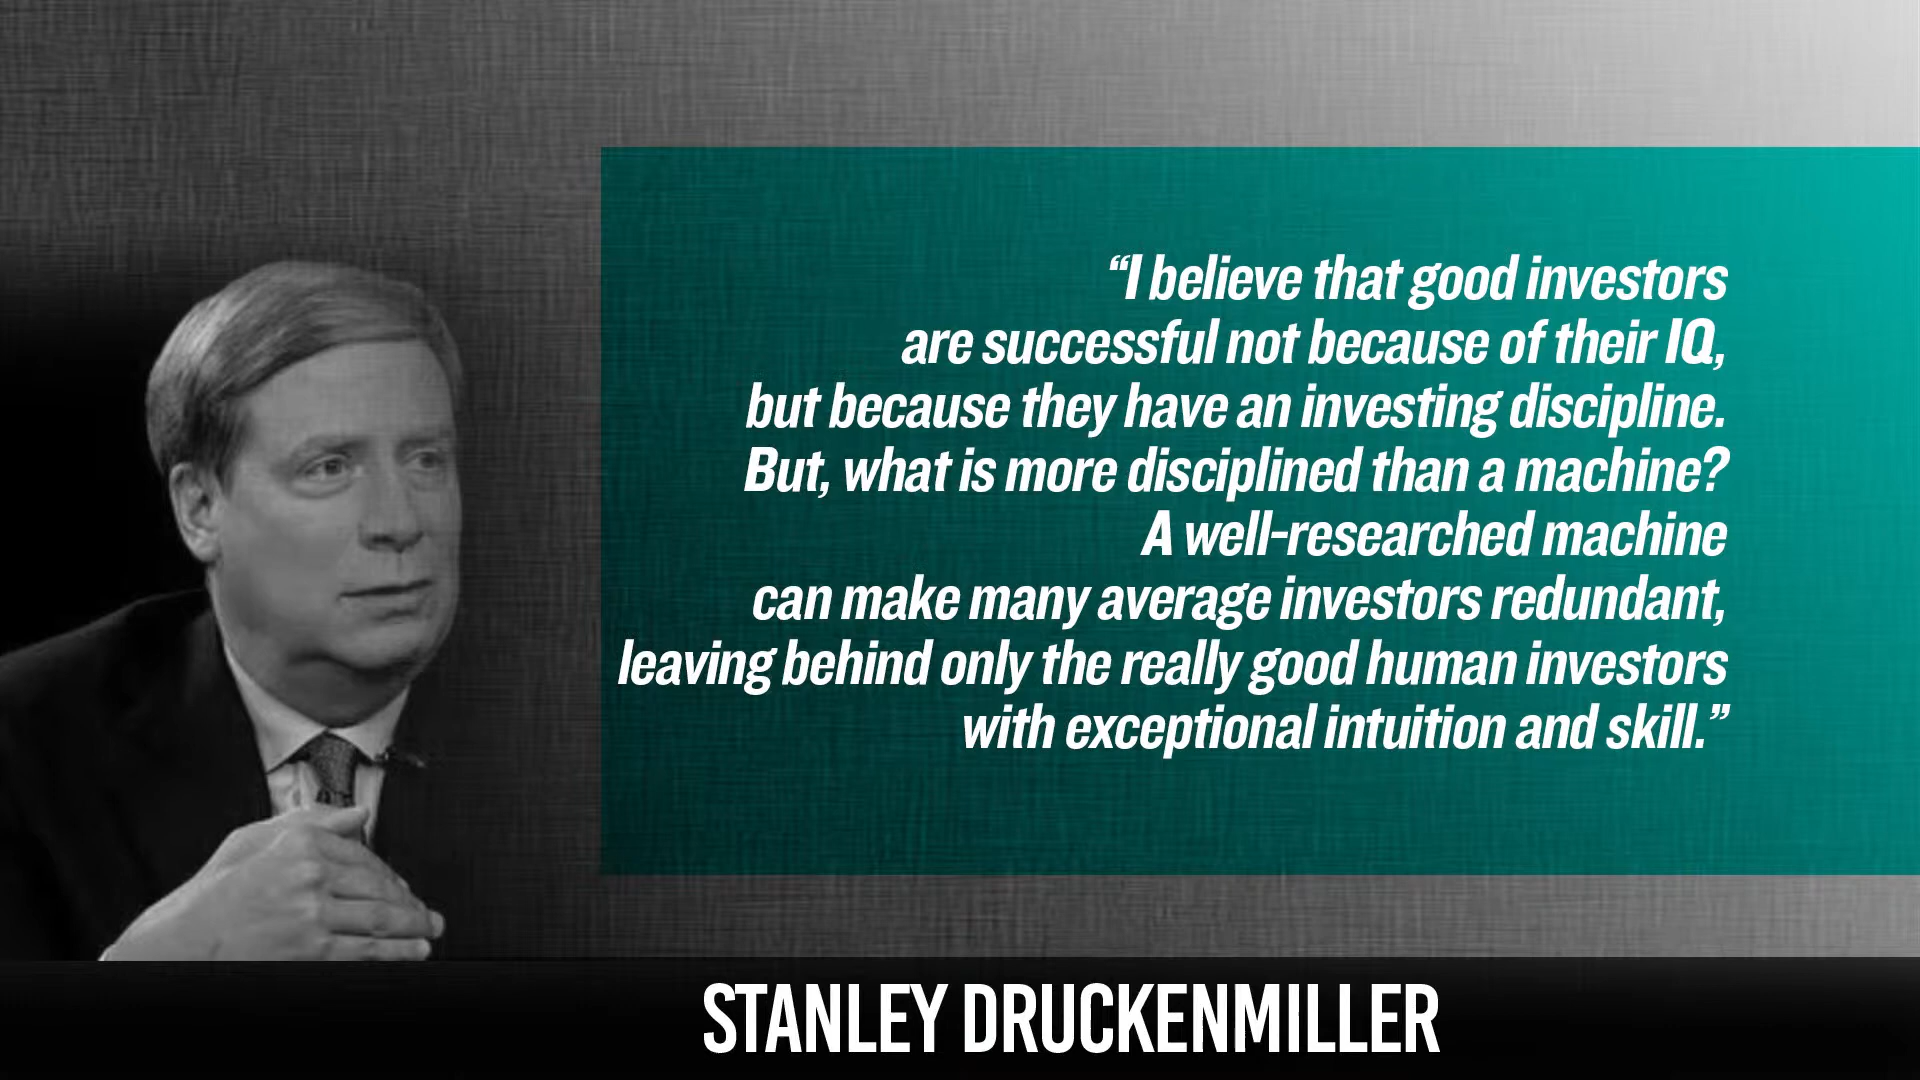 “I believe that good investors
are successful not because of their IQ,
but because they have an investing discipline.
But, what is more disciplined than a machine?
A well-researched machine
can make many average investors redundant,
leaving behind only the really good human investors
with exceptional intuition and skill.”
STANLEY DRUCKENMILLER